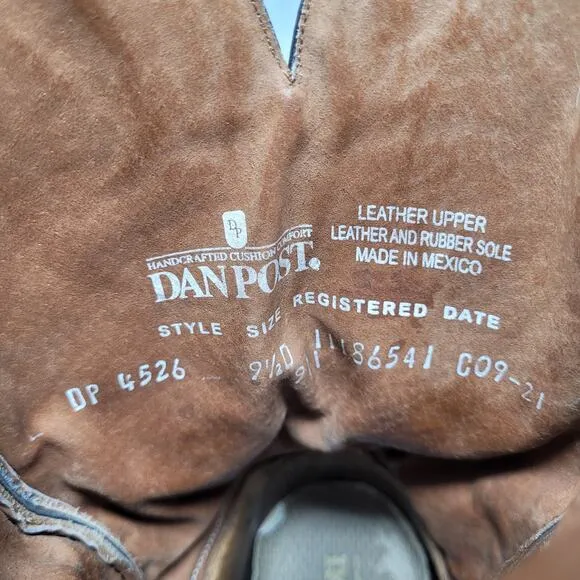 DP
HANDCRAFTED CUSHION COMFORT
DAN POST.
LEATHER UPPER
LEATHER AND RUBBER SOLE
MADE IN MEXICO
STYLE SIZE REGISTERED DATE
DP 4526 9½D 1186541 C09-21